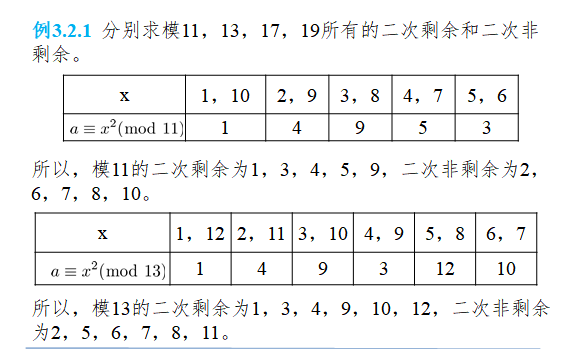 例3.2.1 分别求模11，13，17，19所有的二次剩余和二次非
剩余。
x 1，10 2，9 3，8 4，7 5，6
a ≡ x²(mod 11) 1 4 9 5 3
所以，模11的二次剩余为1，3，4，5，9，二次非剩余为2，
6，7，8，10。
x 1，12 2，11 3，10 4，9 5，8 6，7
a ≡ x²(mod 13) 1 4 9 3 12 10
所以，模13的二次剩余为1，3，4，9，10，12，二次非剩余
为2，5，6，7，8，11。